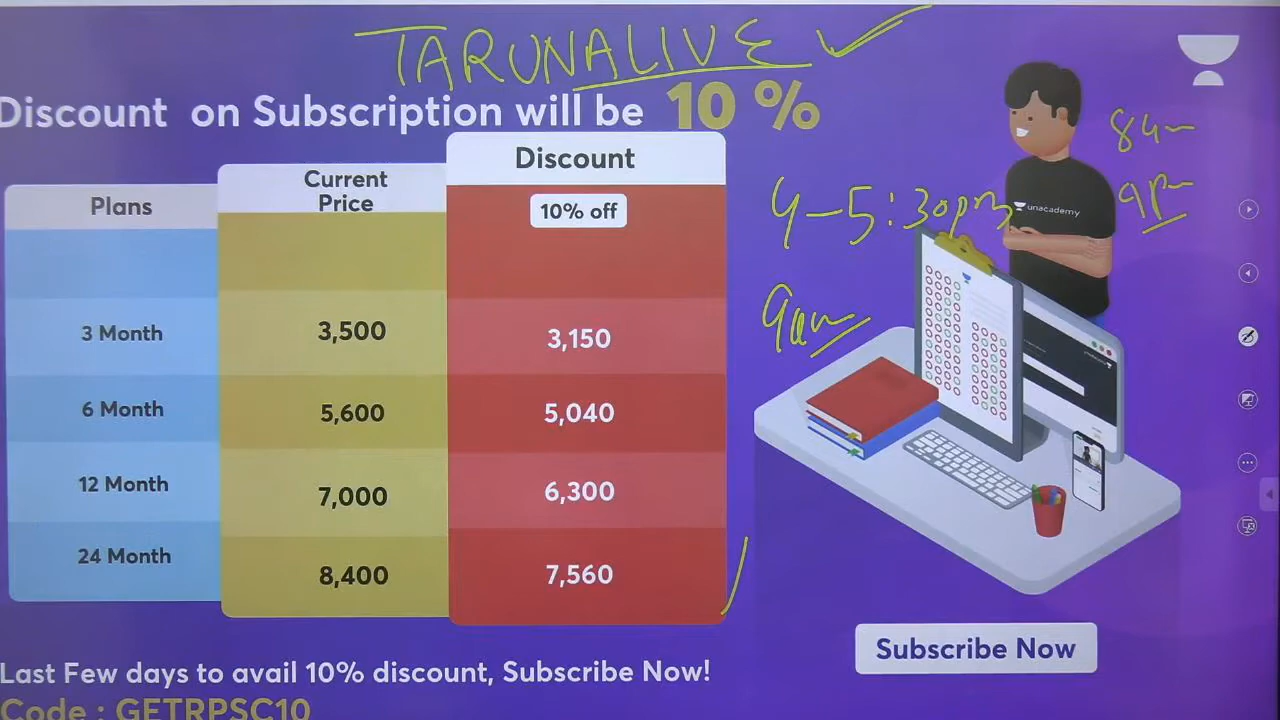 TARUNALIVE
Discount on Subscription will be 10 %
Plans
Current
Price
Discount
10% off
3 Month
3,500
3,150
6 Month
5,600
5,040
12 Month
7,000
6,300
24 Month
8,400
7,560
4-5:30pm
9am
9pm
unacademy
Subscribe Now
Last Few days to avail 10% discount, Subscribe Now!
Code : GETRPSC10